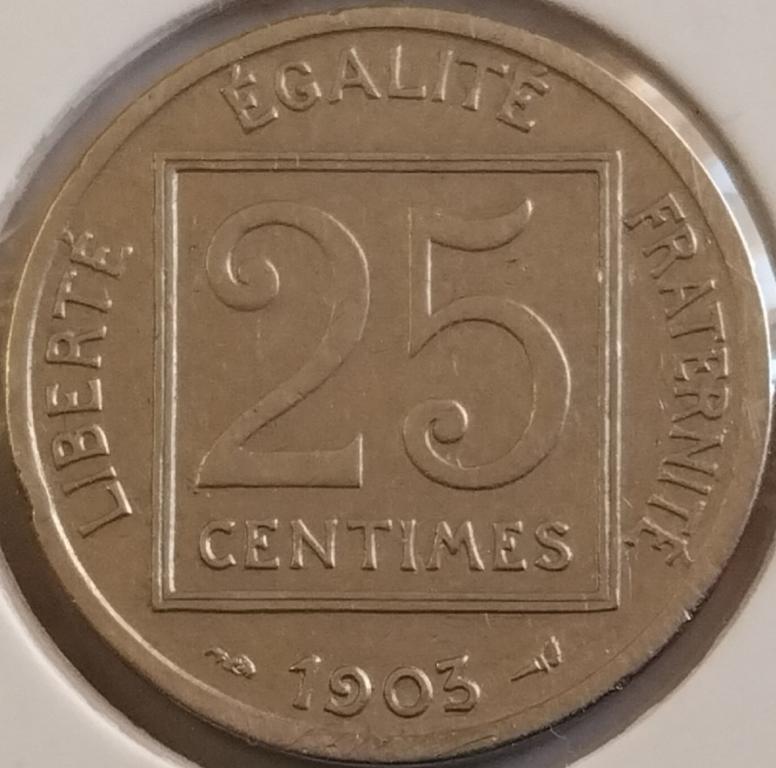 LIBERTÉ
ÉGALITÉ
FRATERNITÉ
25
CENTIMES
1903